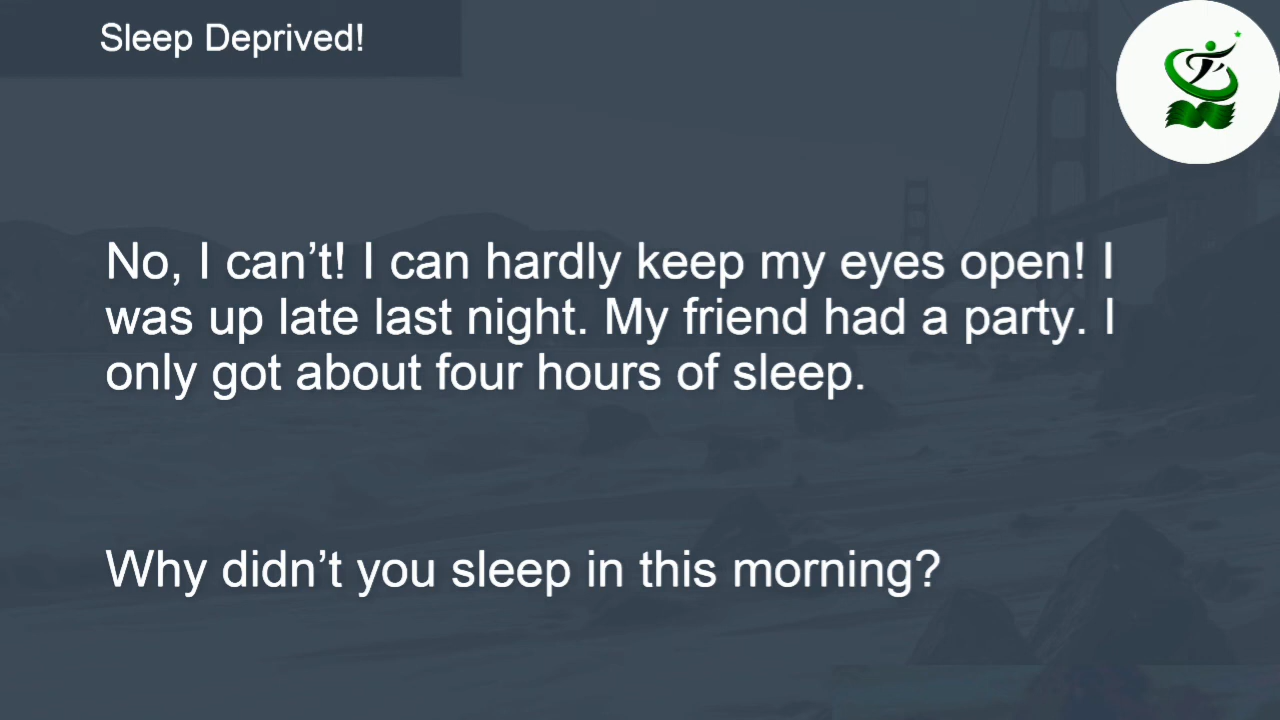 Sleep Deprived!
No, I can’t! I can hardly keep my eyes open! I
was up late last night. My friend had a party. I
only got about four hours of sleep.
Why didn’t you sleep in this morning?